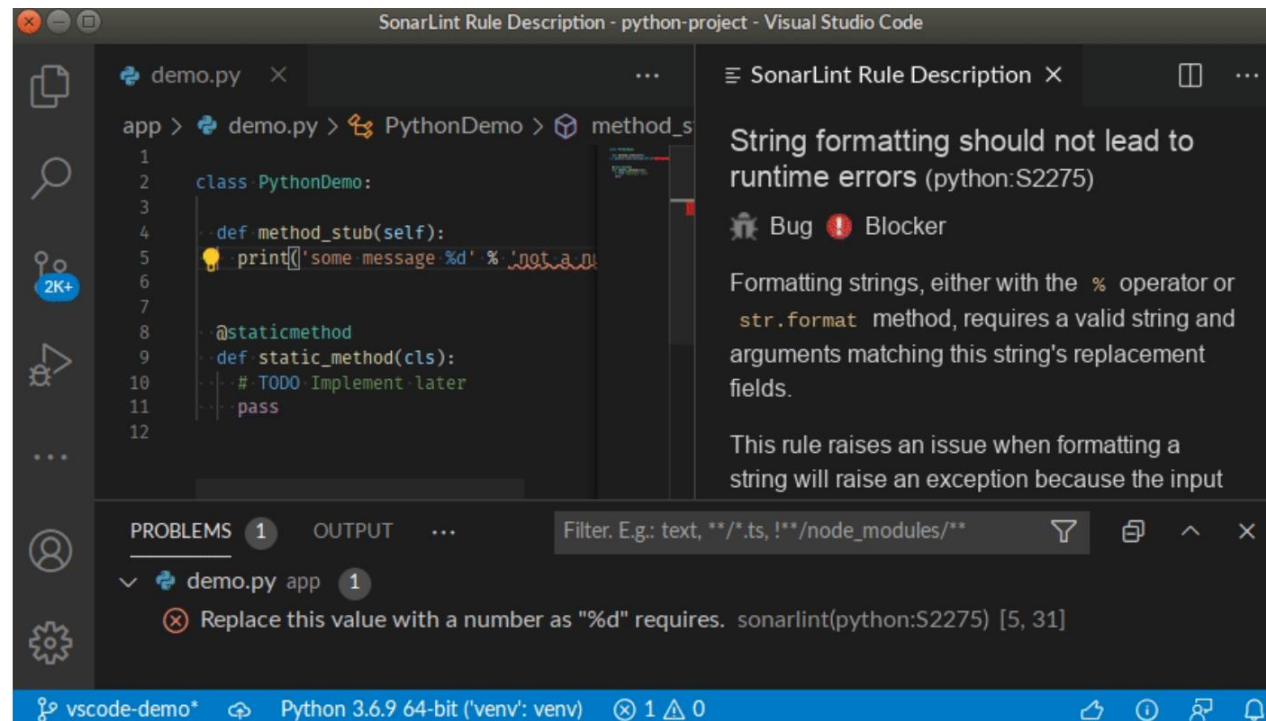 SonarLint Rule Description - python-project - Visual Studio Code
demo.py
SonarLint Rule Description
app > demo.py > PythonDemo > method_s
1
2 class PythonDemo:
3
4 def method_stub(self):
5 print('some message %d' % 'not a
6
7
8 @staticmethod
9 def static_method(cls):
10 # TODO Implement later
11 pass
12
2K+
String formatting should not lead to
runtime errors (python:S2275)
Bug Blocker
Formatting strings, either with the % operator or
str.format method, requires a valid string and
arguments matching this string's replacement
fields.
This rule raises an issue when formatting a
string will raise an exception because the input
PROBLEMS 1 OUTPUT ... Filter. E.g.: text, **/*.ts, !**/node_modules/**
demo.py app 1
Replace this value with a number as "%d" requires. sonarlint(python:S2275) [5, 31]
vscode-demo* Python 3.6.9 64-bit ('venv': venv) 1 0